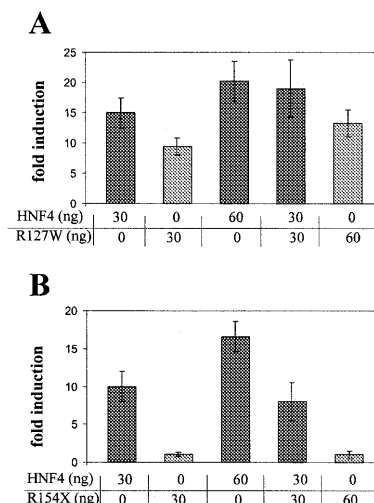 A
25
20
15
10
5
0
fold induction
HNF4 (ng) 30 0 60 30 0
R127W (ng) 0 30 0 30 60
B
20
15
10
5
0
fold induction
HNF4 (ng) 30 0 60 30 0
R154X (ng) 0 30 0 30 60